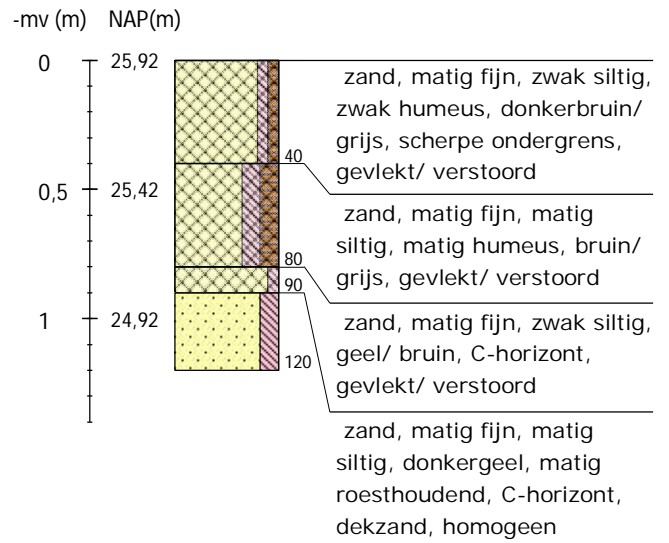 -mv (m) NAP(m)
0 25,92
zand, matig fijn, zwak siltig,
zwak humeus, donkerbruin/
grijs, scherpe ondergrens,
gevlekt/ verstoord
40
0,5 25,42
zand, matig fijn, matig
siltig, matig humeus, bruin/
grijs, gevlekt/ verstoord
80
90
1 24,92
zand, matig fijn, zwak siltig,
geel/ bruin, C-horizont,
gevlekt/ verstoord
120
zand, matig fijn, matig
siltig, donkergeel, matig
roesthoudend, C-horizont,
dekzand, homogeen